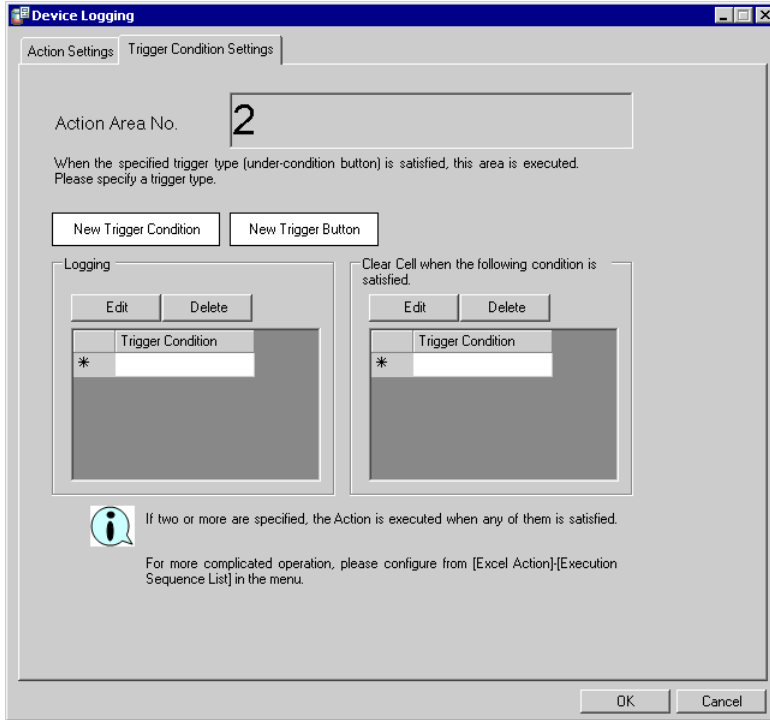 Device Logging
Action Settings
Trigger Condition Settings
Action Area No.
2
When the specified trigger type (under-condition button) is satisfied, this area is executed.
Please specify a trigger type.
New Trigger Condition
New Trigger Button
Logging
Edit
Delete
Trigger Condition
Clear Cell when the following condition is
satisfied.
Edit
Delete
Trigger Condition
If two or more are specified, the Action is executed when any of them is satisfied.
For more complicated operation, please configure from [Excel Action]-[Execution
Sequence List] in the menu.
OK
Cancel